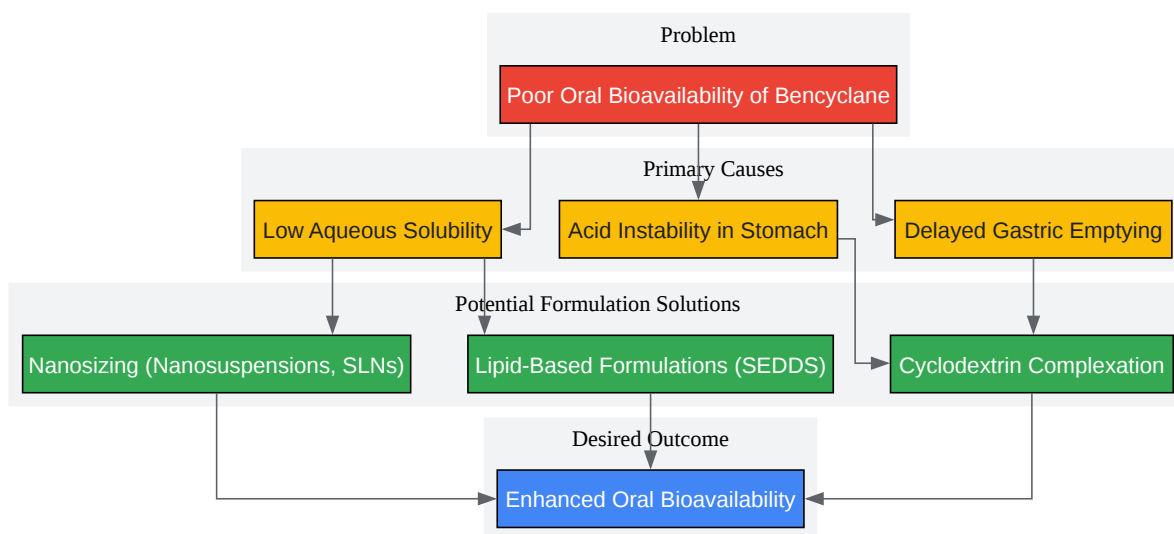 Problem
Poor Oral Bioavailability of Bencyclane
Primary Causes
Low Aqueous Solubility
Acid Instability in Stomach
Delayed Gastric Emptying
Potential Formulation Solutions
Nanosizing (Nanosuspensions, SLNs)
Lipid-Based Formulations (SEDDS)
Cyclodextrin Complexation
Desired Outcome
Enhanced Oral Bioavailability